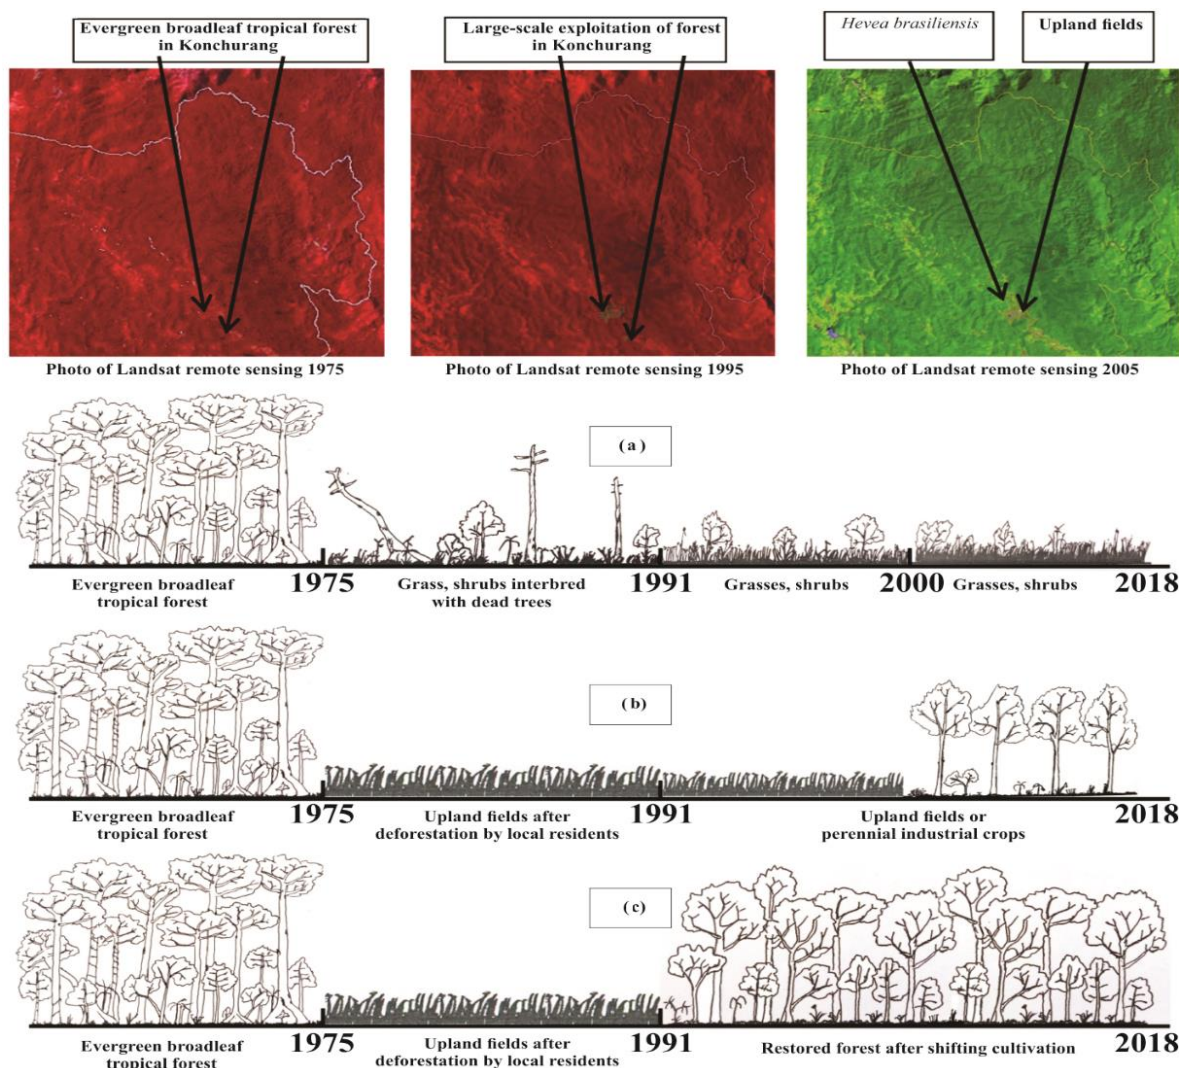 Evergreen broadleaf tropical forest
in Konchurang
Large-scale exploitation of forest
in Konchurang
Hevea brasiliensis
Upland fields
Photo of Landsat remote sensing 1975
Photo of Landsat remote sensing 1995
Photo of Landsat remote sensing 2005
(a)
Evergreen broadleaf
tropical forest
1975
Grass, shrubs interbred
with dead trees
1991
Grasses, shrubs
2000
Grasses, shrubs
2018
(b)
Evergreen broadleaf
tropical forest
1975
Upland fields after
deforestation by local residents
1991
Upland fields or
perennial industrial crops
2018
(c)
Evergreen broadleaf
tropical forest
1975
Upland fields after
deforestation by local residents
1991
Restored forest after shifting cultivation
2018